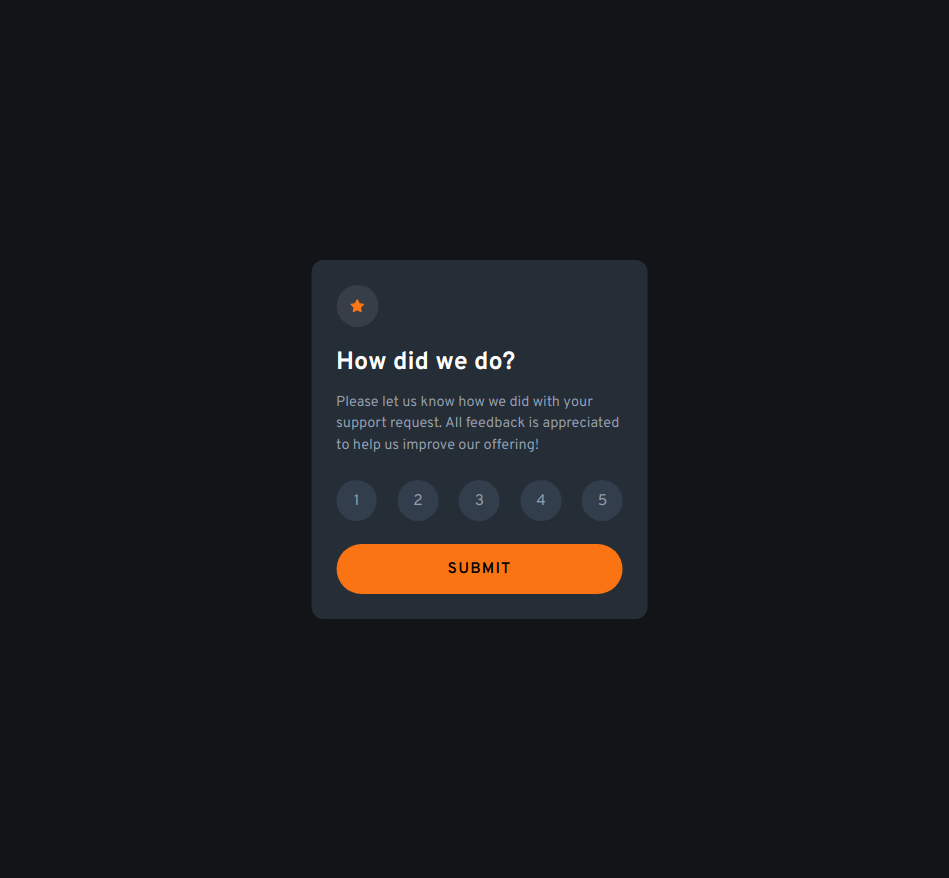 How did we do?
Please let us know how we did with your
support request. All feedback is appreciated
to help us improve our offering!
1 2 3 4 5
SUBMIT